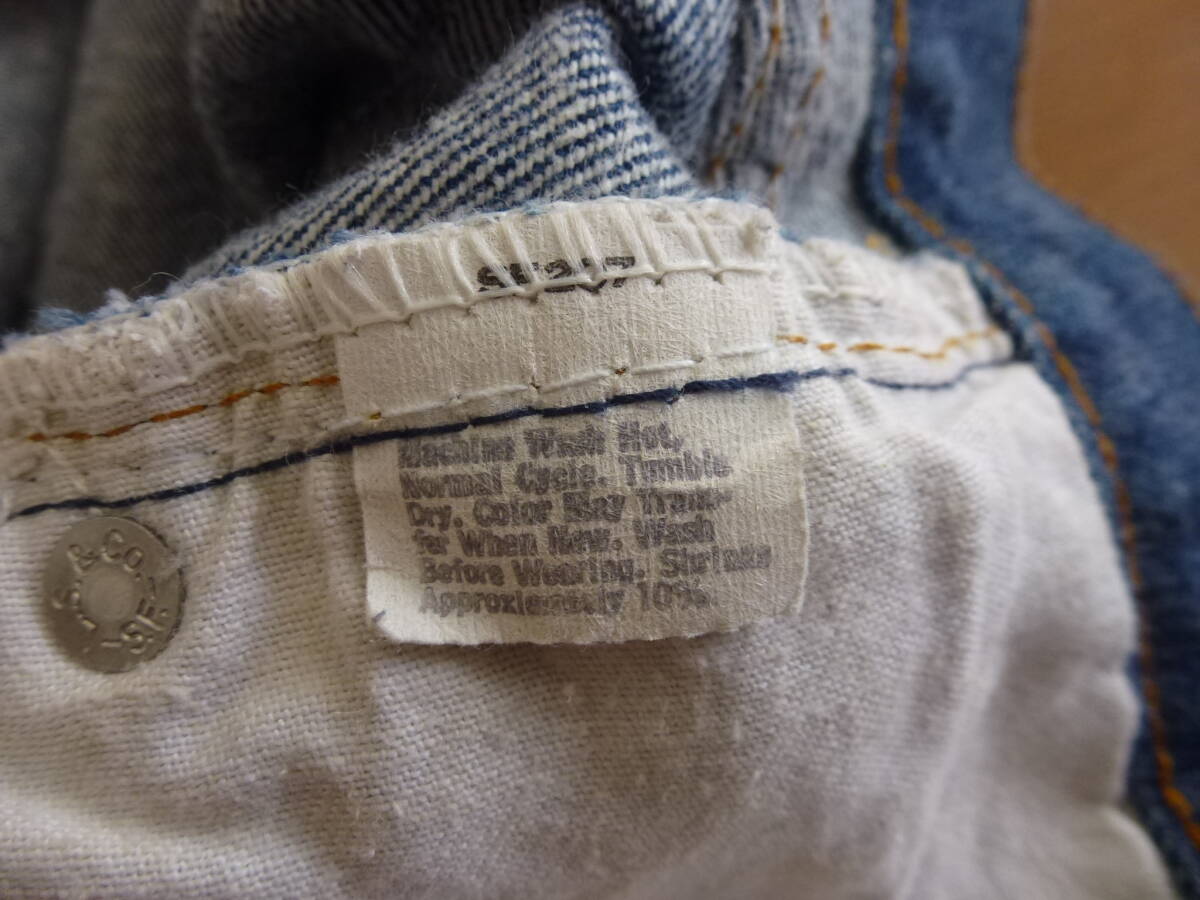 Machine Wash Hot,
Normal Cycle. Tumble
Dry. Color May Trans-
fer When New. Wash
Before Wearing. Shrinks
Approximately 10%.
L.S. & CO. S.F.